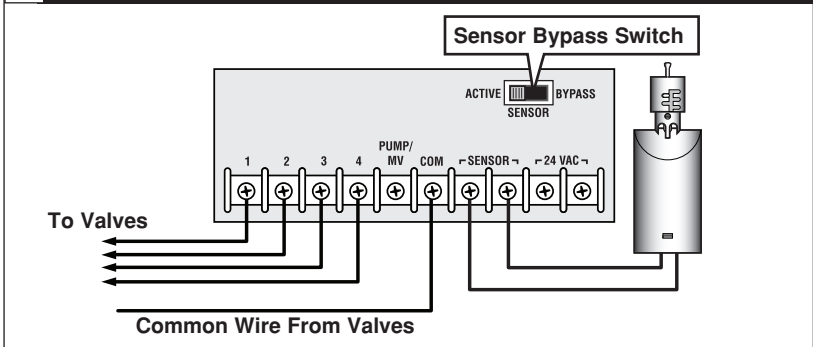 Sensor Bypass Switch
ACTIVE BYPASS
SENSOR
PUMP/
1 2 3 4 MV COM SENSOR 24 VAC
To Valves
Common Wire From Valves